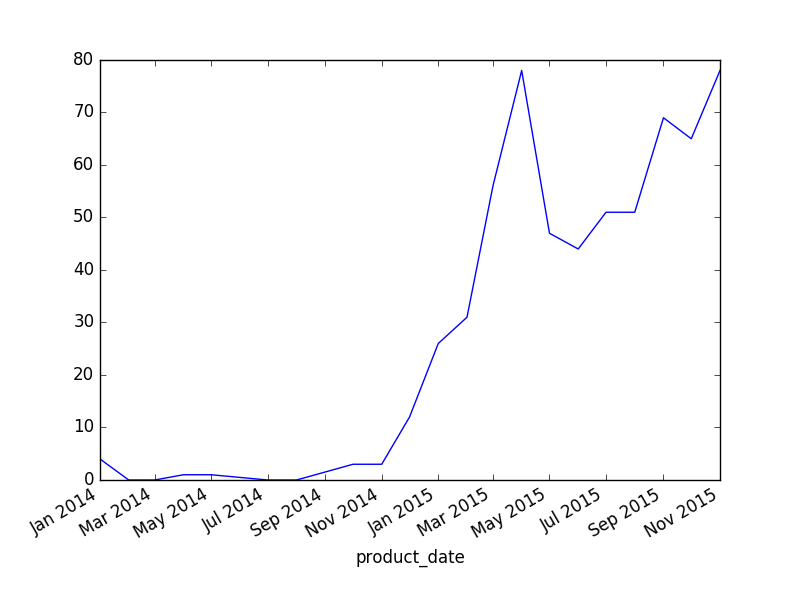 80
70
60
50
40
30
20
10
0
Jan 2014
Mar 2014
May 2014
Jul 2014
Sep 2014
Nov 2014
Jan 2015
Mar 2015
May 2015
Jul 2015
Sep 2015
Nov 2015
product_date